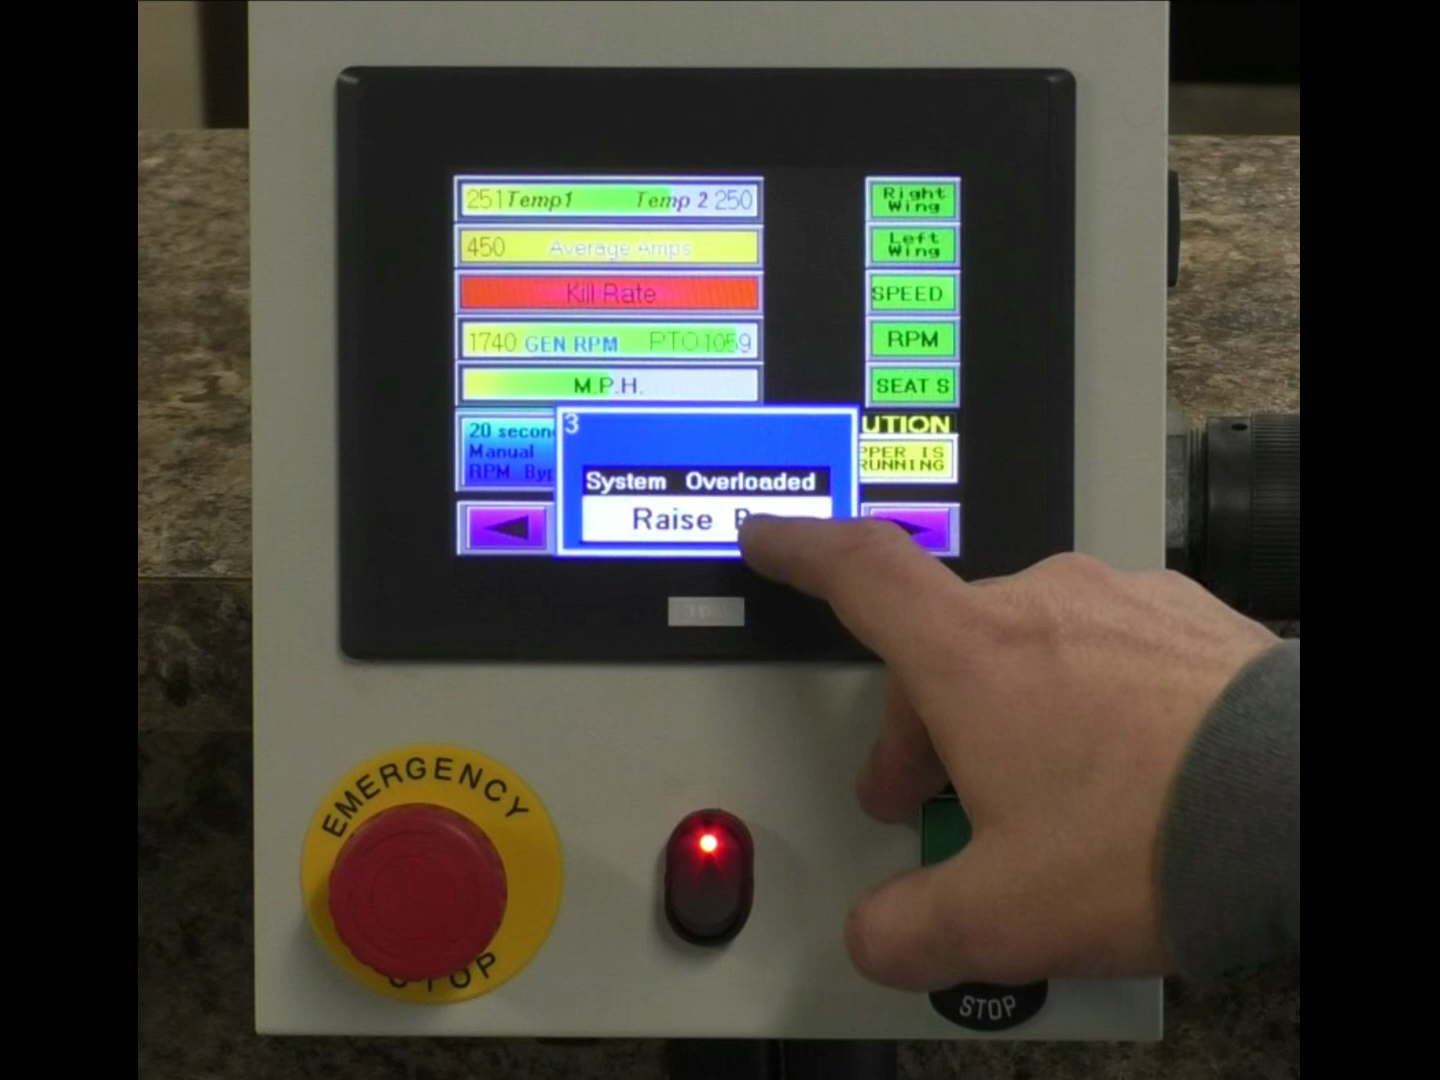 251 Temp1 Temp 2 250
450 Average Amps
Kill Rate
1740 GEN RPM PTO 1059
M.P.H.
20 secon
Manual
RPM Byp
Right
Wing
Left
Wing
SPEED
RPM
SEAT S
UTION
PPER IS
RUNNING
3
System Overloaded
Raise
EMERGENCY
STOP
STOP